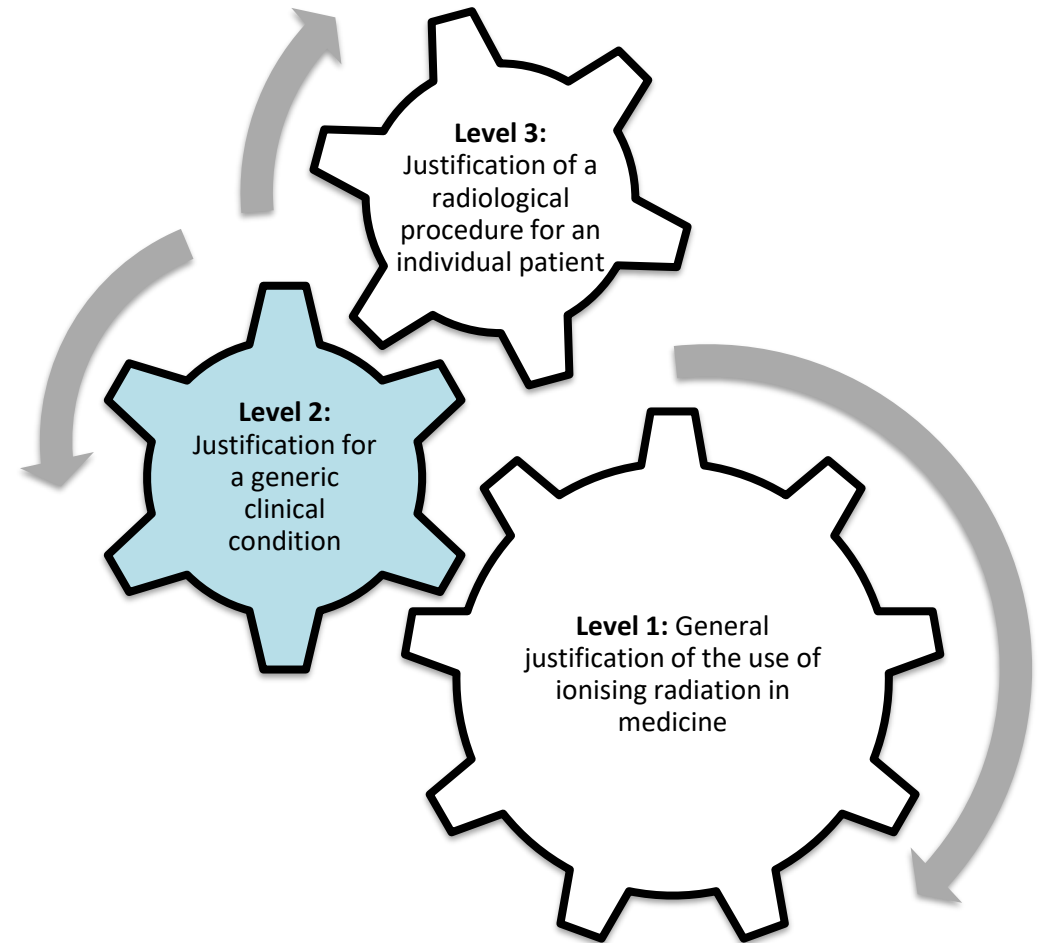 Level 3:
Justification of a
radiological
procedure for an
individual patient
Level 2:
Justification for
a generic
clinical
condition
Level 1: General
justification of the use of
ionising radiation in
medicine